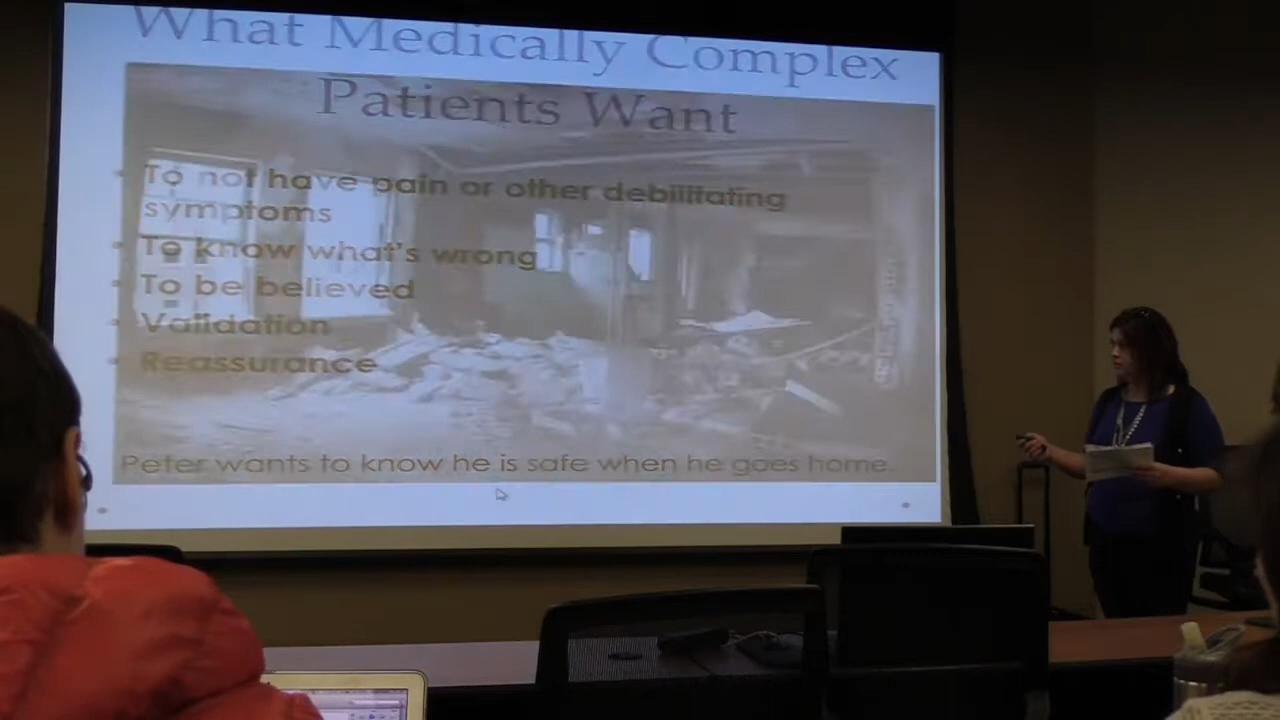 What Medically Complex
Patients Want
• To not have pain or other debilitating
symptoms
• To know what's wrong
• To be believed
• Validation
• Reassurance
Peter wants to know he is safe when he goes home.